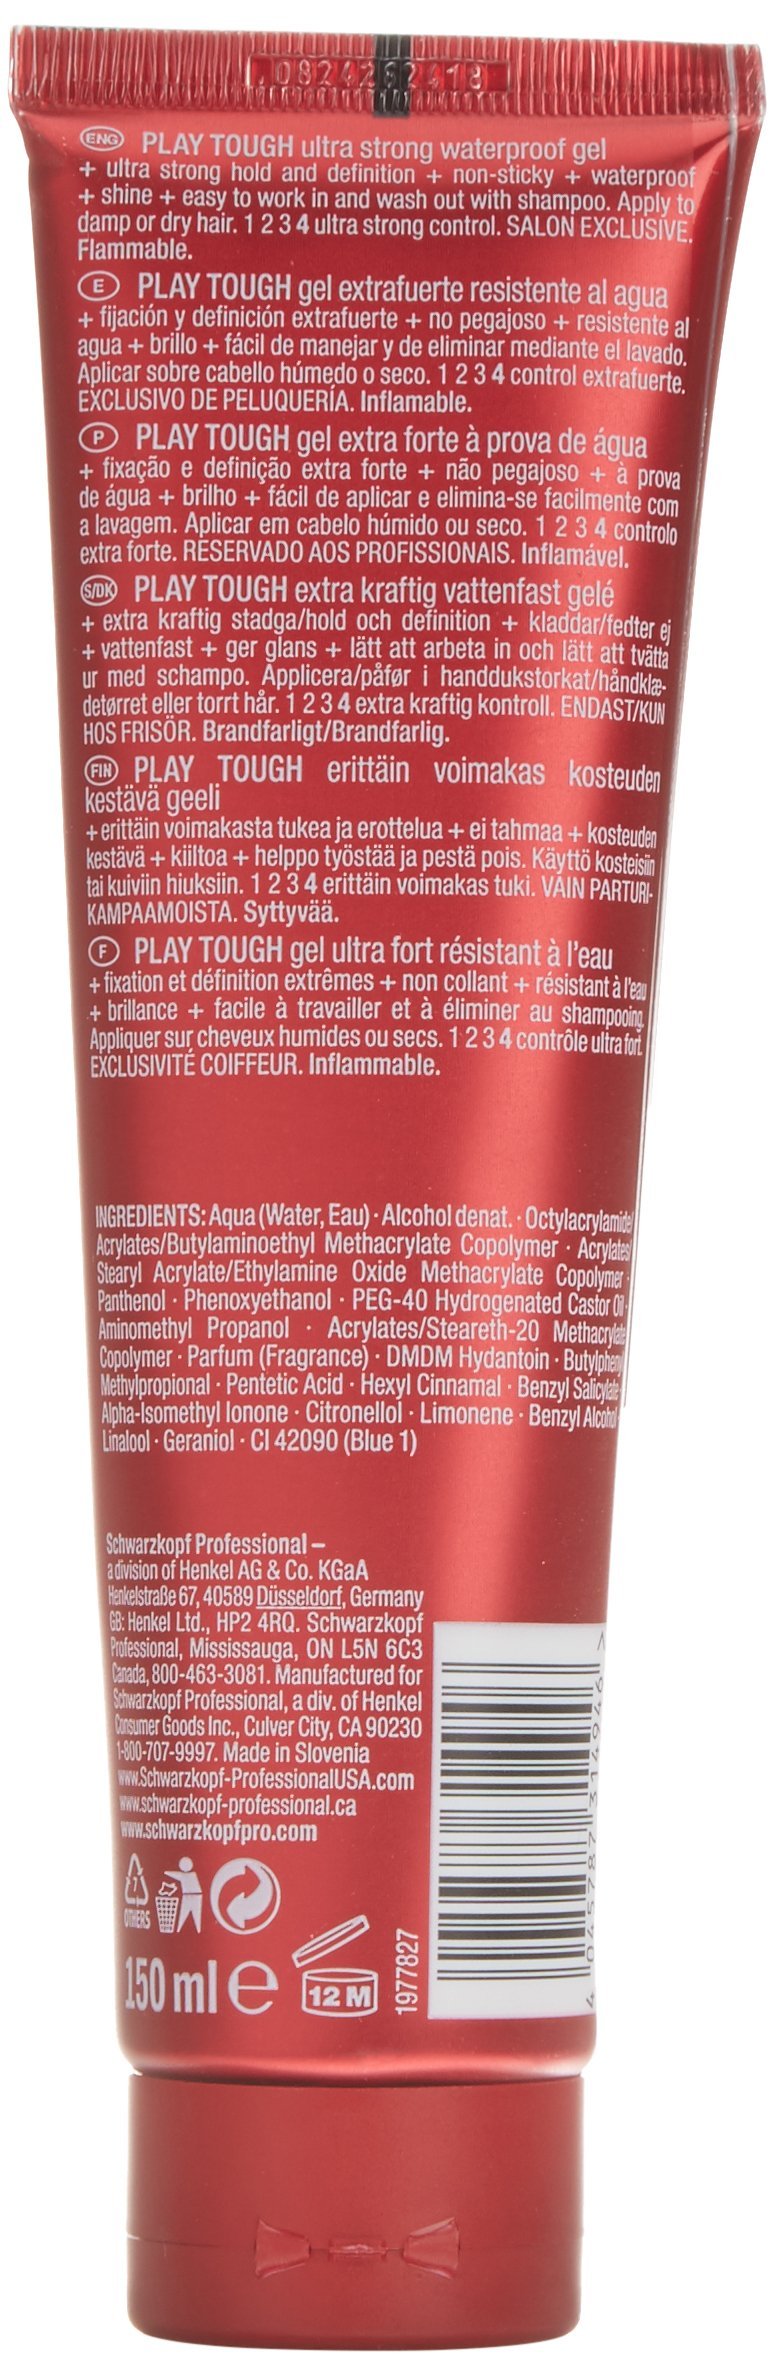 0824262418
ENG PLAY TOUGH ultra strong waterproof gel
+ ultra strong hold and definition + non-sticky + waterproof
+ shine + easy to work in and wash out with shampoo. Apply to
damp or dry hair. 1 2 3 4 ultra strong control. SALON EXCLUSIVE.
Flammable.
E PLAY TOUGH gel extrafuerte resistente al agua
+ fijación y definición extrafuerte + no pegajoso + resistente al
agua + brillo + fácil de manejar y de eliminar mediante el lavado.
Aplicar sobre cabello húmedo o seco. 1 2 3 4 control extrafuerte.
EXCLUSIVO DE PELUQUERÍA. Inflamable.
P PLAY TOUGH gel extra forte à prova de água
+ fixação e definição extra forte + não pegajoso + à prova
de água + brilho + fácil de aplicar e elimina-se facilmente com
a lavagem. Aplicar em cabelo húmido ou seco. 1 2 3 4 controlo
extra forte. RESERVADO AOS PROFISSIONAIS. Inflamável.
S/DK PLAY TOUGH extra kraftig vattenfast gelé
+ extra kraftig stadga/hold och definition + kladdar/fedter ej
+ vattenfast + ger glans + lätt att arbeta in och lätt att tvätta
ur med schampo. Applicera/påfør i handdukstorkat/håndklæ-
detørret eller torrt hår. 1 2 3 4 extra kraftig kontroll. ENDAST/KUN
HOS FRISÖR. Brandfarligt/Brandfarlig.
FIN PLAY TOUGH erittäin voimakas kosteuden
kestävä geeli
+ erittäin voimakasta tukea ja erottelua + ei tahmaa + kosteuden
kestävä + kiiltoa + helppo työstää ja pestä pois. Käyttö kosteisiin
tai kuiviin hiuksiin. 1 2 3 4 erittäin voimakas tuki. VAIN PARTURI-
KAMPAAMOISTA. Syttyvää.
F PLAY TOUGH gel ultra fort résistant à l'eau
+ fixation et définition extrêmes + non collant + résistant à l'eau
+ brillance + facile à travailler et à éliminer au shampooing.
Appliquer sur cheveux humides ou secs. 1 2 3 4 contrôle ultra fort.
EXCLUSIVITÉ COIFFEUR. Inflammable.
INGREDIENTS: Aqua (Water, Eau) · Alcohol denat. · Octylacrylamide/
Acrylates/Butylaminoethyl Methacrylate Copolymer · Acrylates/
Stearyl Acrylate/Ethylamine Oxide Methacrylate Copolymer ·
Panthenol · Phenoxyethanol · PEG-40 Hydrogenated Castor Oil ·
Aminomethyl Propanol · Acrylates/Steareth-20 Methacrylate
Copolymer · Parfum (Fragrance) · DMDM Hydantoin · Butylphenyl
Methylpropional · Pentetic Acid · Hexyl Cinnamal · Benzyl Salicylate ·
Alpha-Isomethyl Ionone · Citronellol · Limonene · Benzyl Alcohol ·
Linalool · Geraniol · CI 42090 (Blue 1)
Schwarzkopf Professional –
a division of Henkel AG & Co. KGaA
Henkelstraße 67, 40589 Düsseldorf, Germany
GB: Henkel Ltd., HP2 4RQ. Schwarzkopf
Professional, Mississauga, ON L5N 6C3
Canada, 800-463-3081. Manufactured for
Schwarzkopf Professional, a div. of Henkel
Consumer Goods Inc., Culver City, CA 90230
1-800-707-9997. Made in Slovenia
www.Schwarzkopf-ProfessionalUSA.com
www.schwarzkopf-professional.ca
www.schwarzkopfpro.com
7
OTHERS
150 ml e
12 M
1977827
4 045787 314946 >